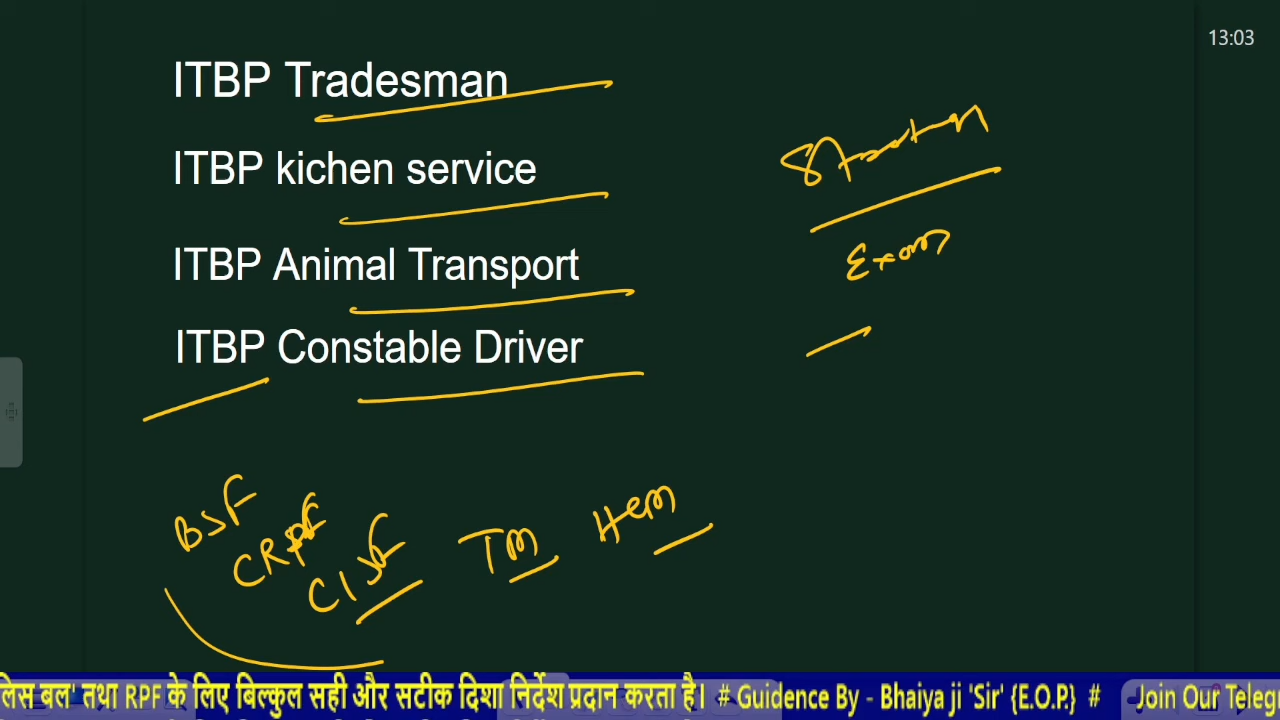 13:03
ITBP Tradesman
ITBP kichen service
ITBP Animal Transport
ITBP Constable Driver
Exam
BSF
CRPF
CISF
TM
HCM
लिस बल' तथा RPF के लिए बिल्कुल सही और सटीक दिशा निर्देश प्रदान करता है। # Guidence By - Bhaiya ji 'Sir' {E.O.P.} # Join Our Teleg